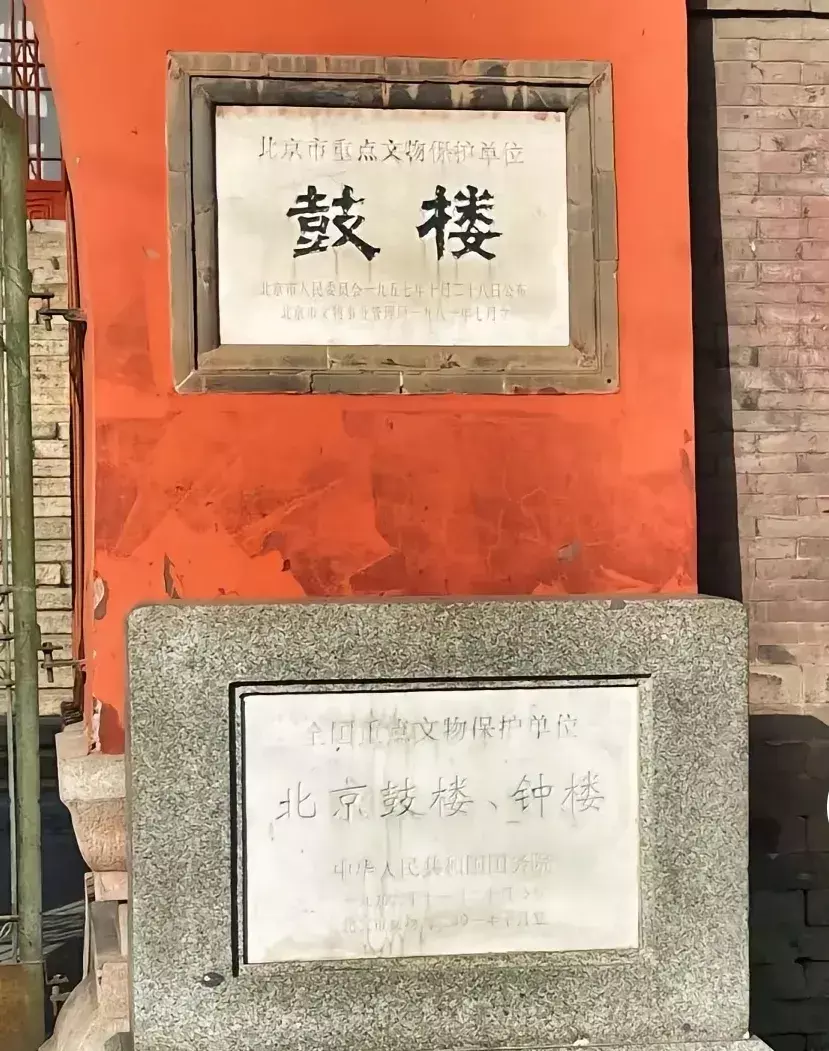 北京市重点文物保护单位
鼓楼
北京市人民委员会一九五七年十月二十八日公布
北京市文物事业管理局一九八一年七月立
全国重点文物保护单位
北京鼓楼、钟楼
中华人民共和国国务院